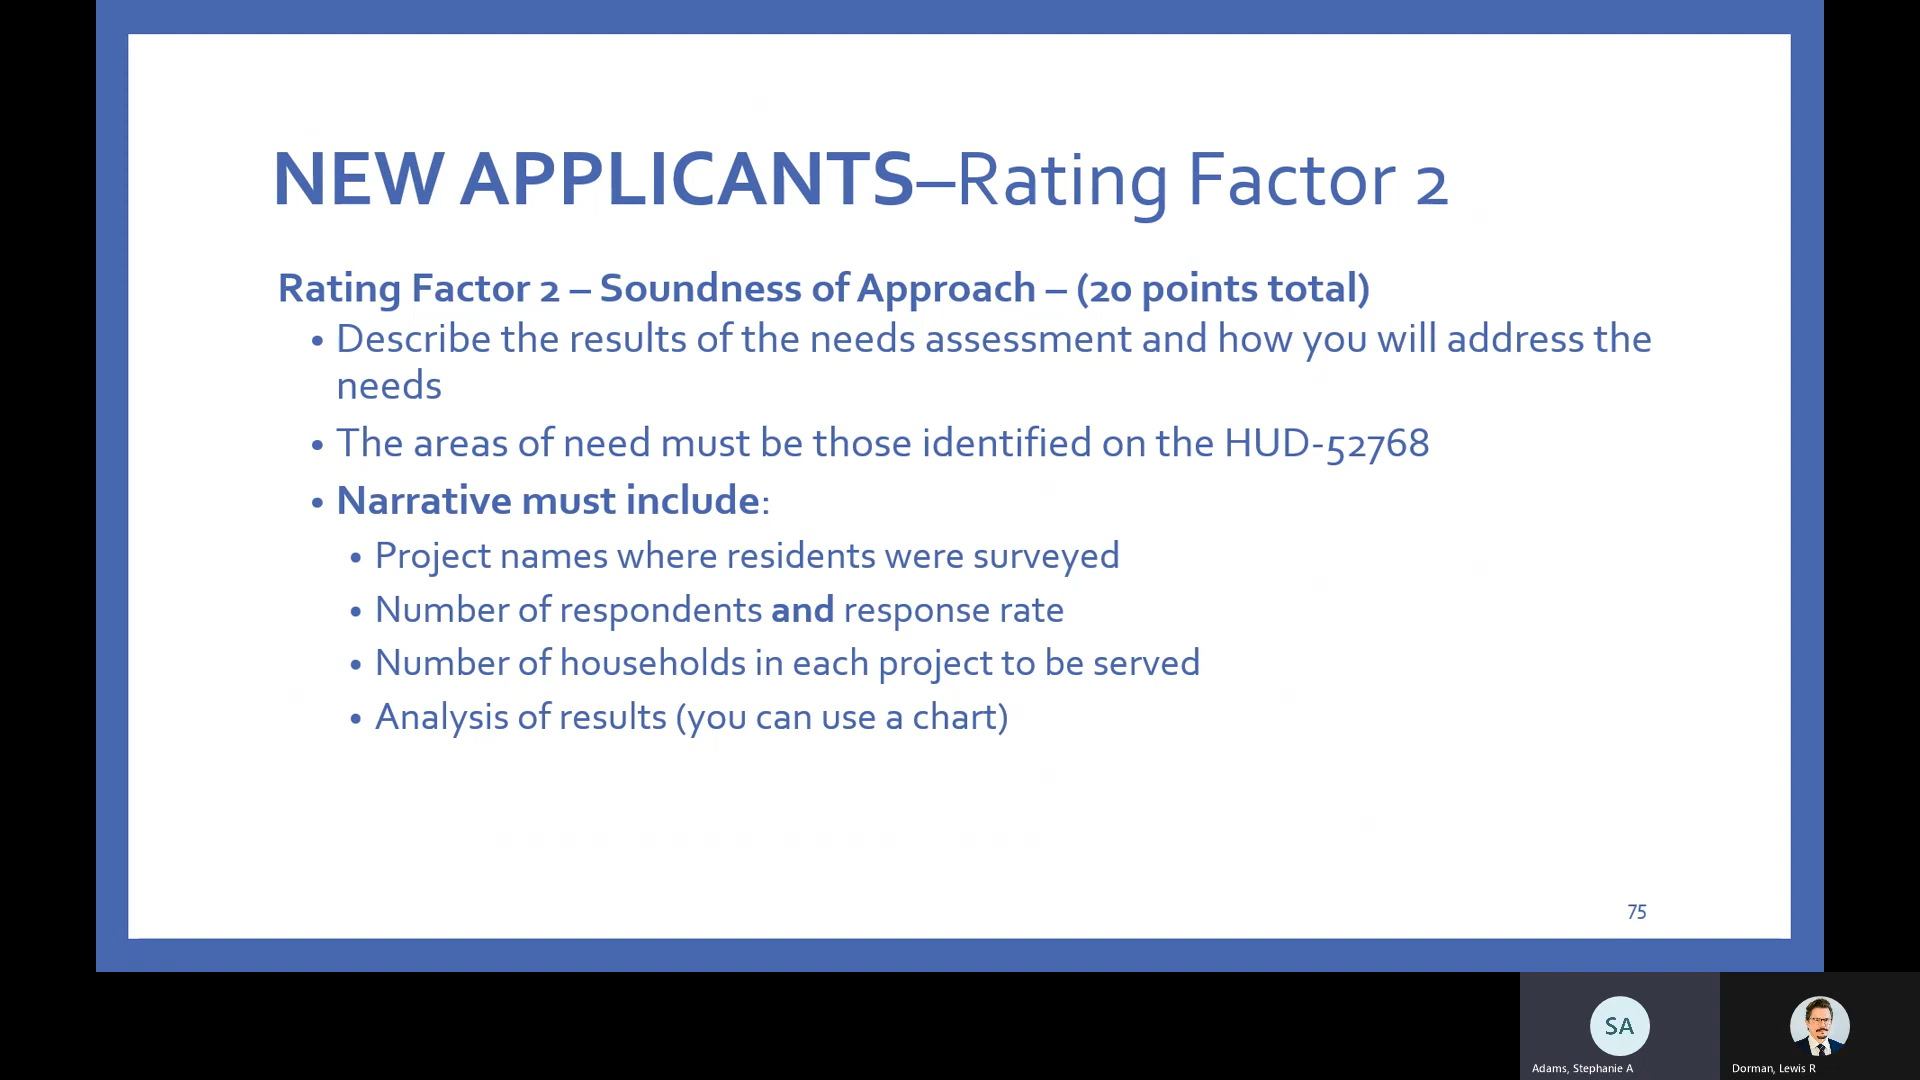 NEW APPLICANTS–Rating Factor 2
Rating Factor 2 – Soundness of Approach – (20 points total)
• Describe the results of the needs assessment and how you will address the
needs
• The areas of need must be those identified on the HUD-52768
• Narrative must include:
• Project names where residents were surveyed
• Number of respondents and response rate
• Number of households in each project to be served
• Analysis of results (you can use a chart)
75
SA
Adams, Stephanie A
Dorman, Lewis R